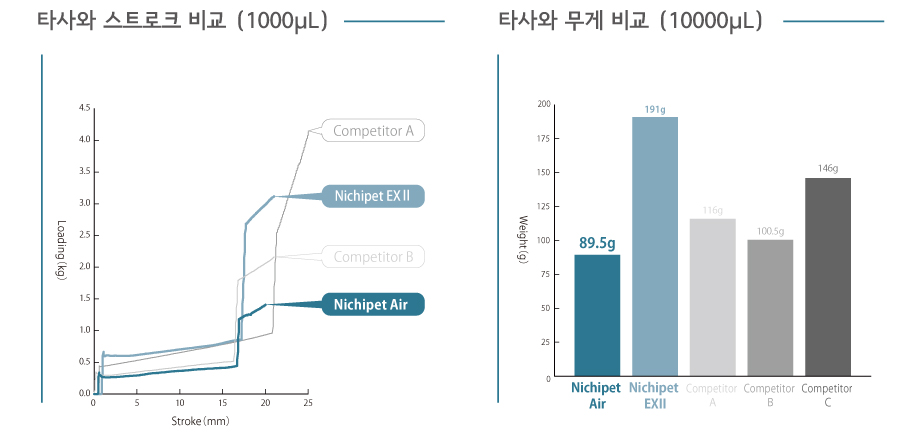 타사와 스트로크 비교 (1000μL)
4.5
4.0
3.5
3.0
2.5
2.0
1.5
1.0
0.5
0.0
Loading (kg)
0
5
10
15
20
25
Stroke (mm)
Competitor A
Nichipet EXII
Competitor B
Nichipet Air
타사와 무게 비교 (10000μL)
200
175
150
125
100
75
50
25
0
Weight (g)
89.5g
191g
116g
100.5g
146g
Nichipet
Air
Nichipet
EXII
Competitor
A
Competitor
B
Competitor
C